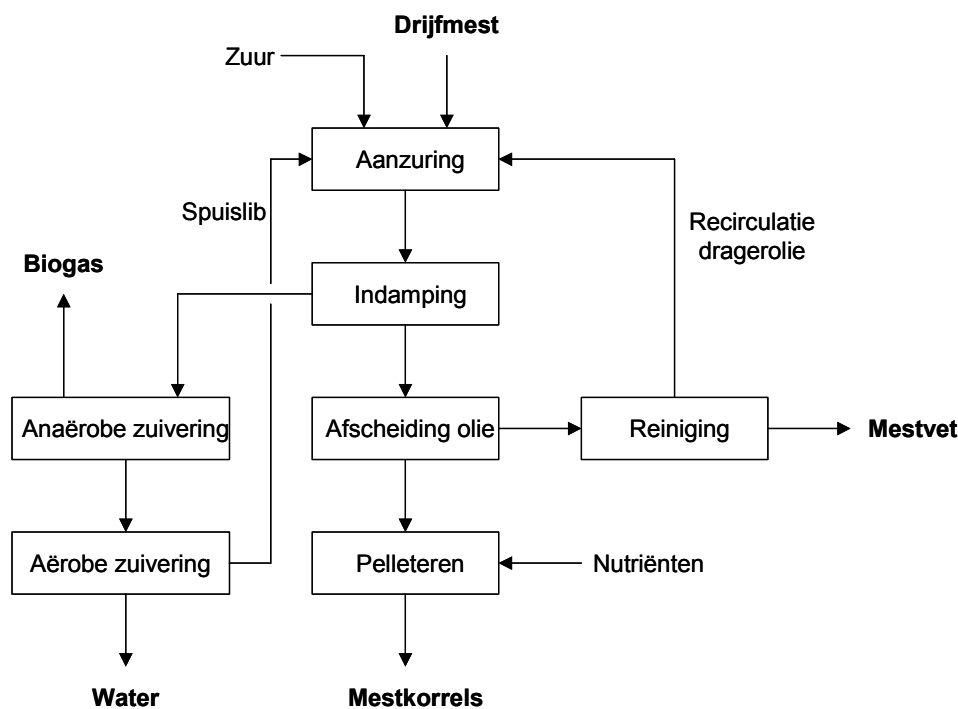 Drijfmest
Zuur
Aanzuring
Spuislib
Recirculatie
dragerolie
Biogas
Indamping
Anaërobe zuivering
Afscheiding olie
Reiniging
Mestvet
Aërobe zuivering
Pelleteren
Nutriënten
Water
Mestkorrels